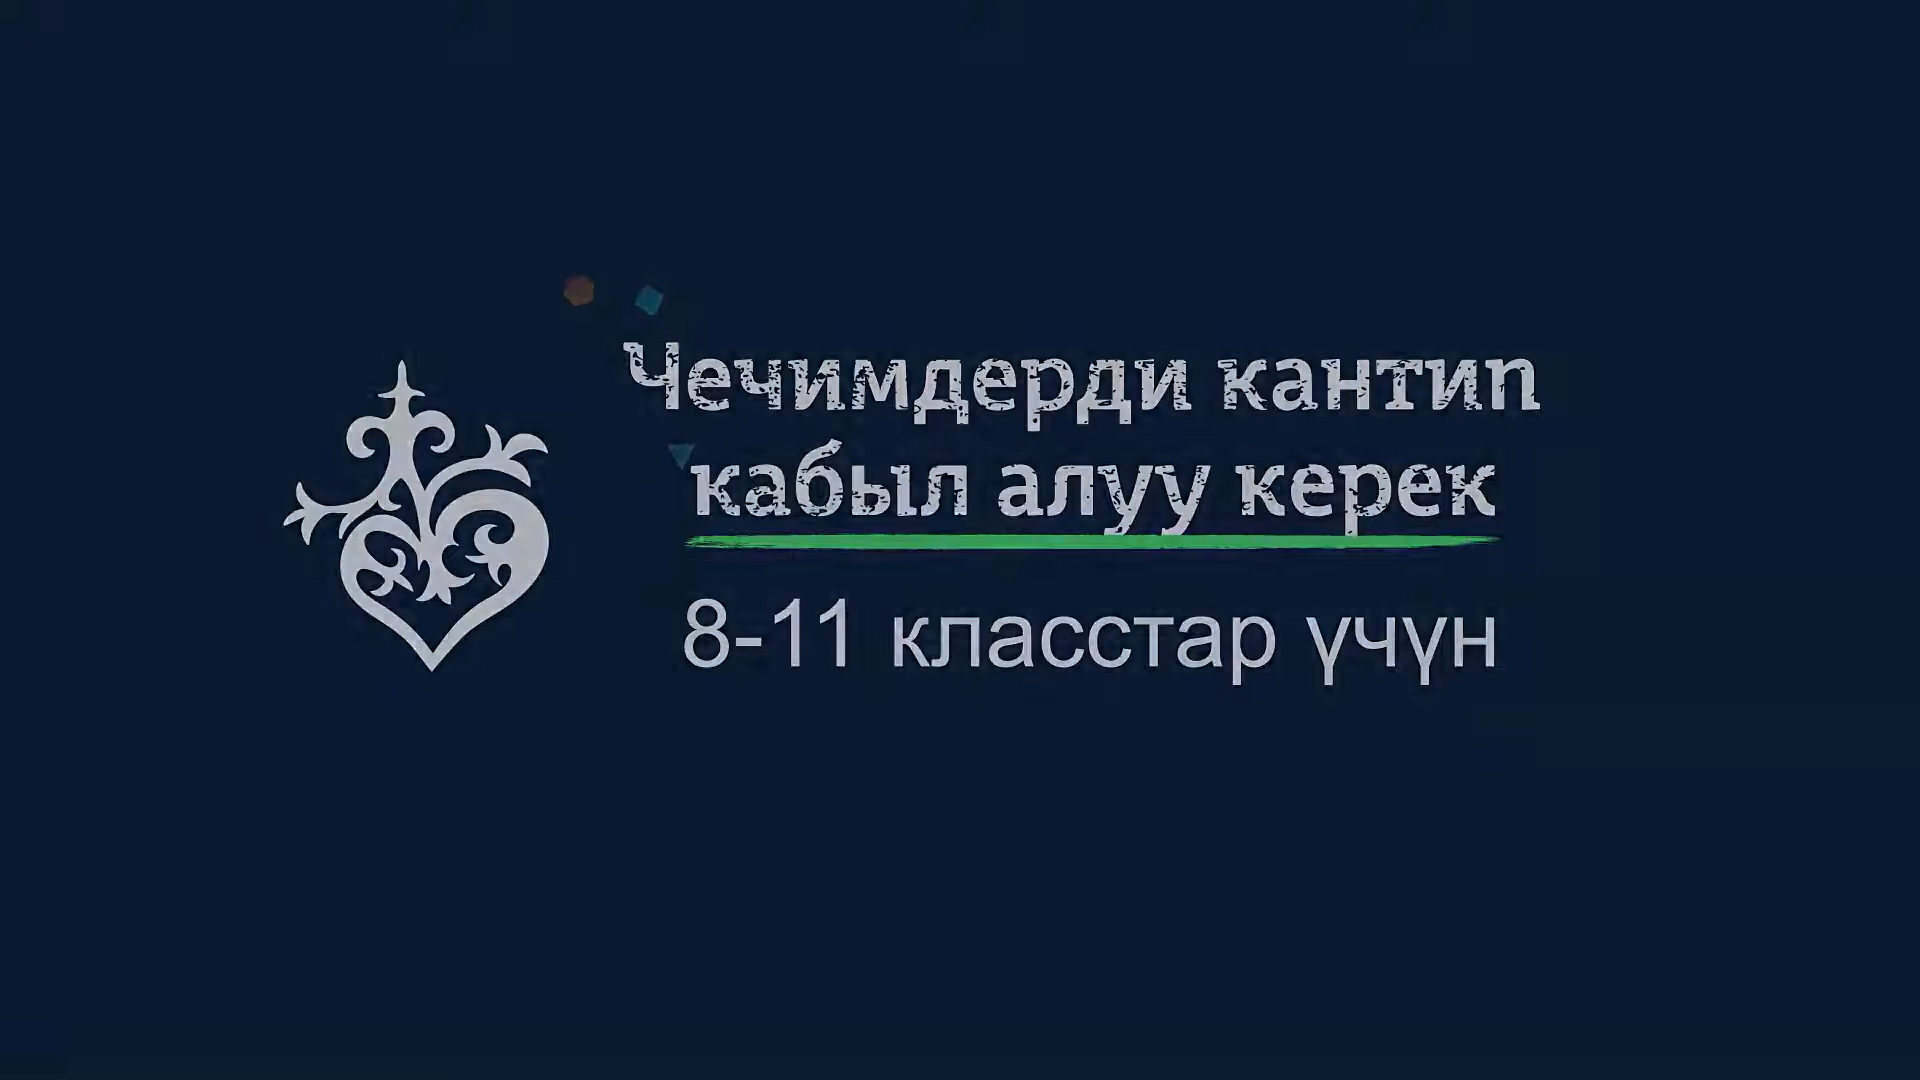 Чечимдерди кантип
кабыл алуу керек
8-11 класстар үчүн